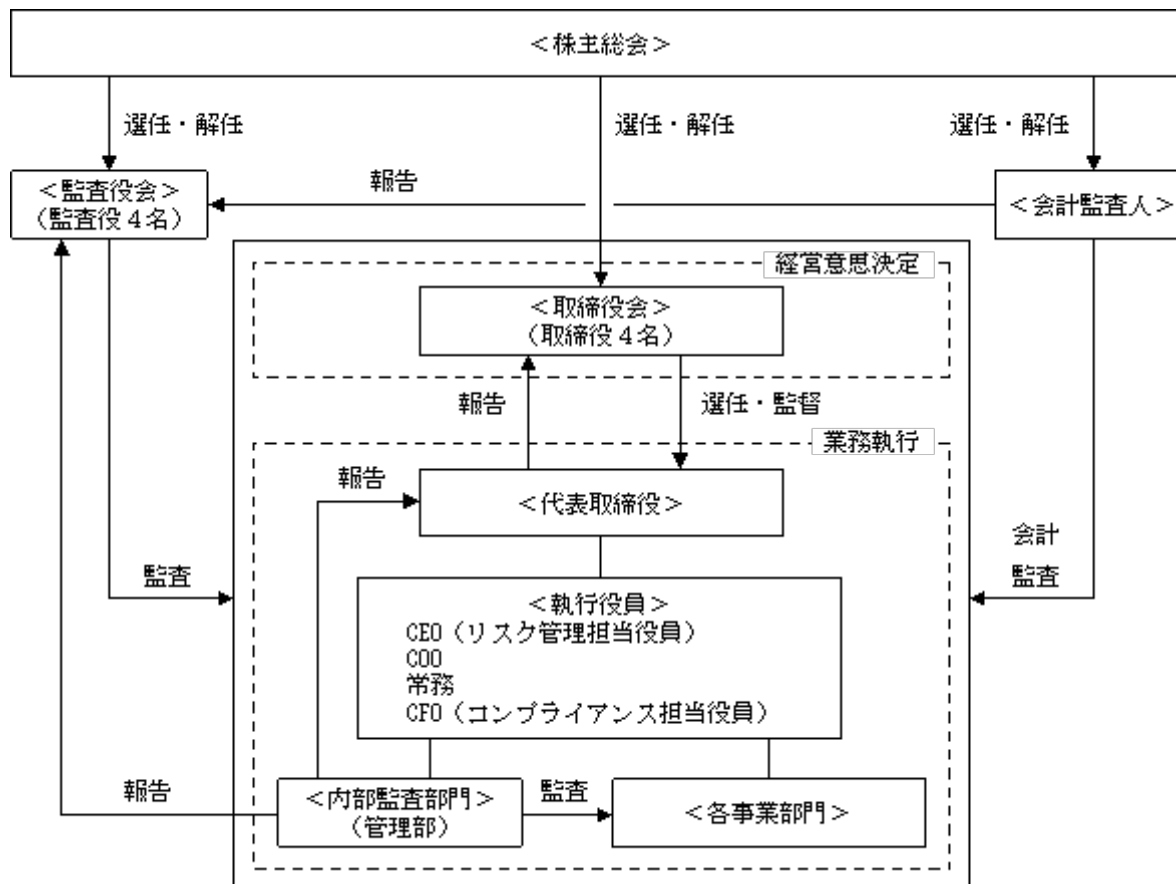 ＜株主総会＞
選任・解任
選任・解任
選任・解任
＜監査役会＞
（監査役４名）
報告
＜会計監査人＞
経営意思決定
＜取締役会＞
（取締役４名）
報告
選任・監督
業務執行
報告
＜代表取締役＞
会計
監査
監査
＜執行役員＞
CEO（リスク管理担当役員）
COO
常務
CFO（コンプライアンス担当役員）
報告
＜内部監査部門＞
（管理部）
監査
＜各事業部門＞